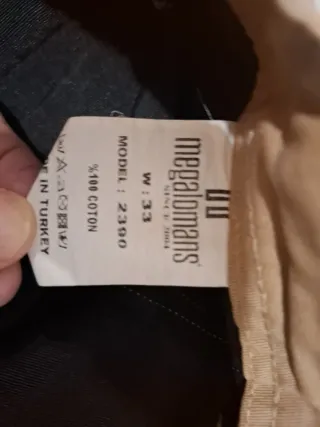 megalomans
SINCE 2004
W : 33
MODEL : 2390
%100 COTON
E IN TURKEY